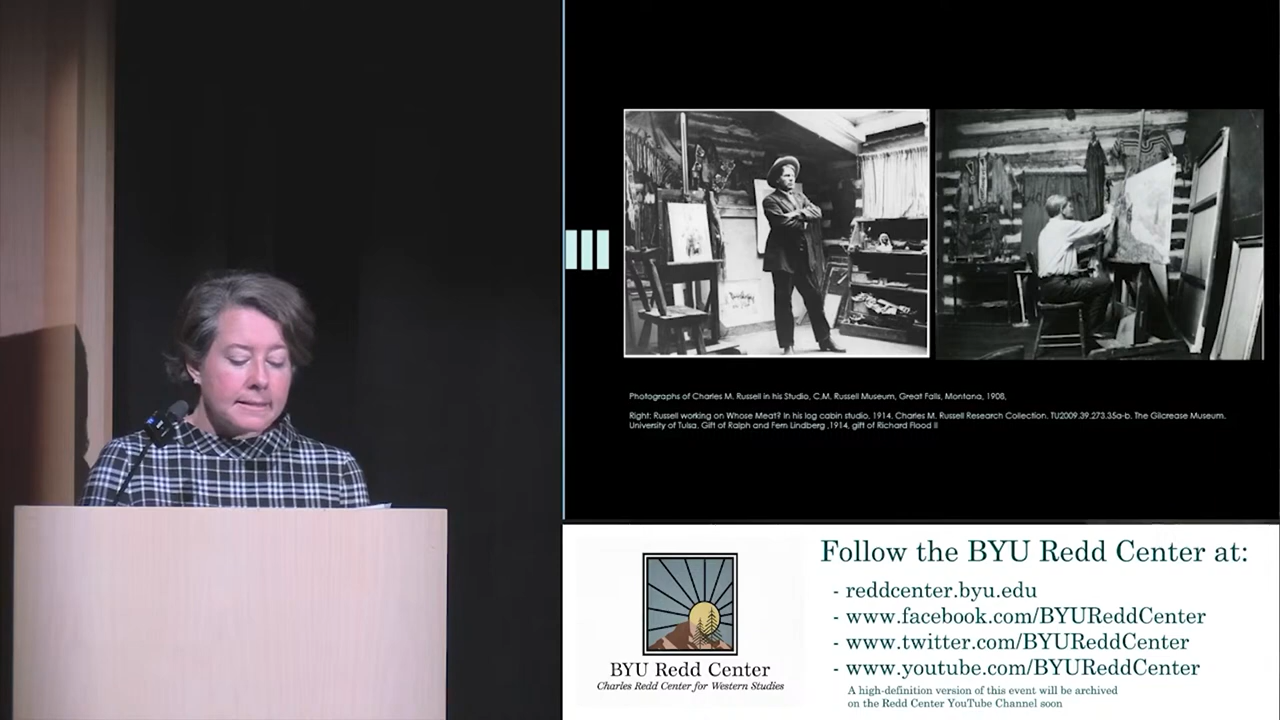 Photographs of Charles M. Russell in his Studio, C.M. Russell Museum, Great Falls, Montana, 1908,
Right: Russell working on Whose Meat? In his log cabin studio, 1914, Charles M. Russell Research Collection. TU2009.39.273.35a-b. The Gilcrease Museum.
University of Tulsa. Gift of Ralph and Fern Lindberg ,1914, gift of Richard Flood II
BYU Redd Center
Charles Redd Center for Western Studies
Follow the BYU Redd Center at:
- reddcenter.byu.edu
- www.facebook.com/BYUReddCenter
- www.twitter.com/BYUReddCenter
- www.youtube.com/BYUReddCenter
A high-definition version of this event will be archived
on the Redd Center YouTube Channel soon